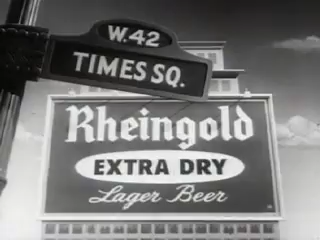 W. 42
TIMES SQ.
Rheingold
EXTRA DRY
Lager Beer